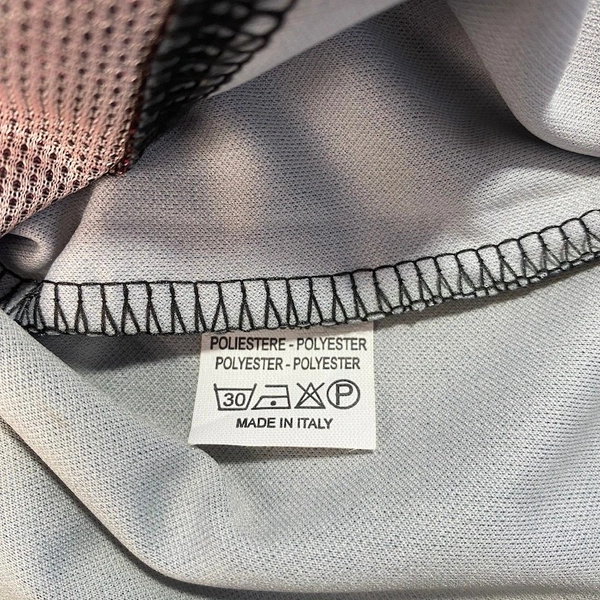 POLIESTERE - POLYESTER
POLYESTER - POLYESTER
30 P
MADE IN ITALY